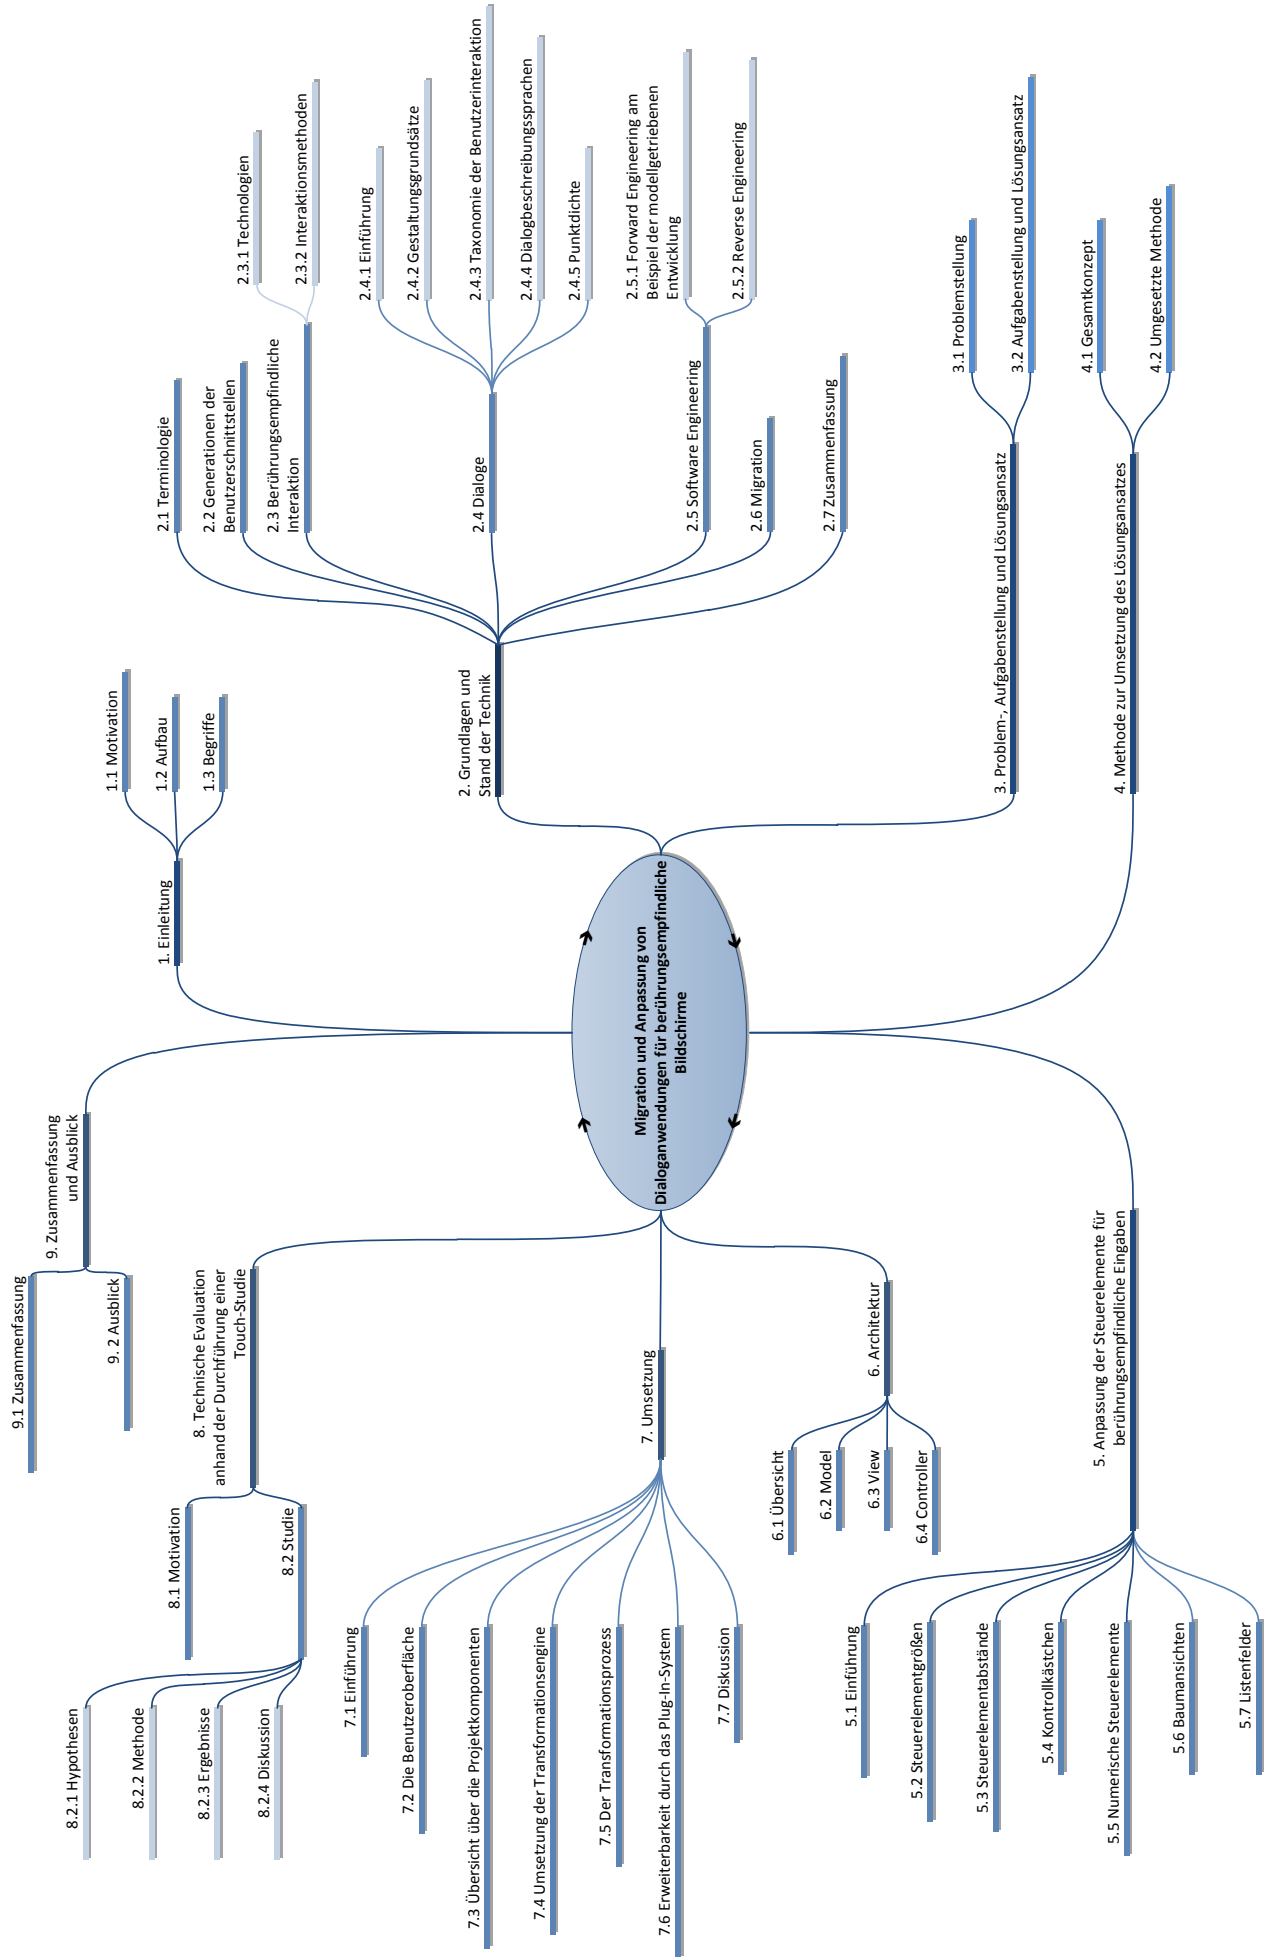 Migration und Anpassung von
Dialoganwendungen für berührungsempfindliche
Bildschirme
1. Einleitung
1.1 Motivation
1.2 Aufbau
1.3 Begriffe
2. Grundlagen und
Stand der Technik
2.1 Terminologie
2.2 Generationen der
Benutzerschnittstellen
2.3 Berührungsempfindliche
Interaktion
2.3.1 Technologien
2.3.2 Interaktionsmethoden
2.4 Dialoge
2.4.1 Einführung
2.4.2 Gestaltungsgrundsätze
2.4.3 Taxonomie der Benutzerinteraktion
2.4.4 Dialogbeschreibungssprachen
2.4.5 Punktdichte
2.5 Software Engineering
2.5.1 Forward Engineering am
Beispiel der modellgetriebenen
Entwicklung
2.5.2 Reverse Engineering
2.6 Migration
2.7 Zusammenfassung
3. Problem-, Aufgabenstellung und Lösungsansatz
3.1 Problemstellung
3.2 Aufgabenstellung und Lösungsansatz
4. Methode zur Umsetzung des Lösungsansatzes
4.1 Gesamtkonzept
4.2 Umgesetzte Methode
5. Anpassung der Steuerelemente für
berührungsempfindliche Eingaben
5.1 Einführung
5.2 Steuerelementgrößen
5.3 Steuerelementabstände
5.4 Kontrollkästchen
5.5 Numerische Steuerelemente
5.6 Baumansichten
5.7 Listenfelder
6. Architektur
6.1 Übersicht
6.2 Model
6.3 View
6.4 Controller
7. Umsetzung
7.1 Einführung
7.2 Die Benutzeroberfläche
7.3 Übersicht über die Projektkomponenten
7.4 Umsetzung der Transformationsengine
7.5 Der Transformationsprozess
7.6 Erweiterbarkeit durch das Plug-In-System
7.7 Diskussion
8. Technische Evaluation
anhand der Durchführung einer
Touch-Studie
8.1 Motivation
8.2 Studie
8.2.1 Hypothesen
8.2.2 Methode
8.2.3 Ergebnisse
8.2.4 Diskussion
9. Zusammenfassung
und Ausblick
9.1 Zusammenfassung
9. 2 Ausblick